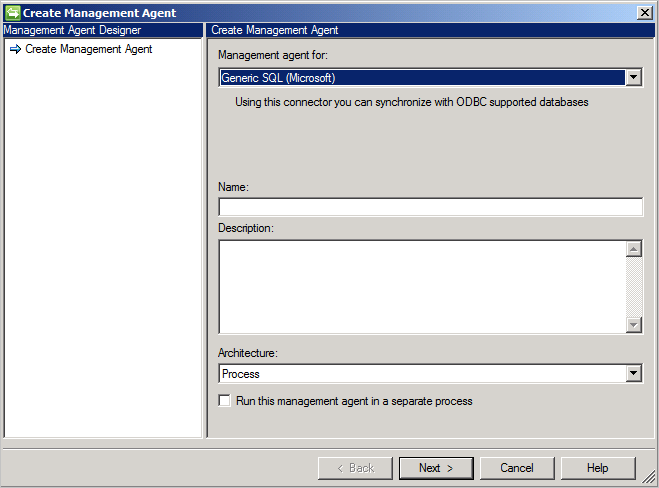 Create Management Agent
Management Agent Designer
Create Management Agent
Create Management Agent
Management agent for:
Generic SQL (Microsoft)
Using this connector you can synchronize with ODBC supported databases
Name:
Description:
Architecture:
Process
Run this management agent in a separate process
< Back
Next >
Cancel
Help